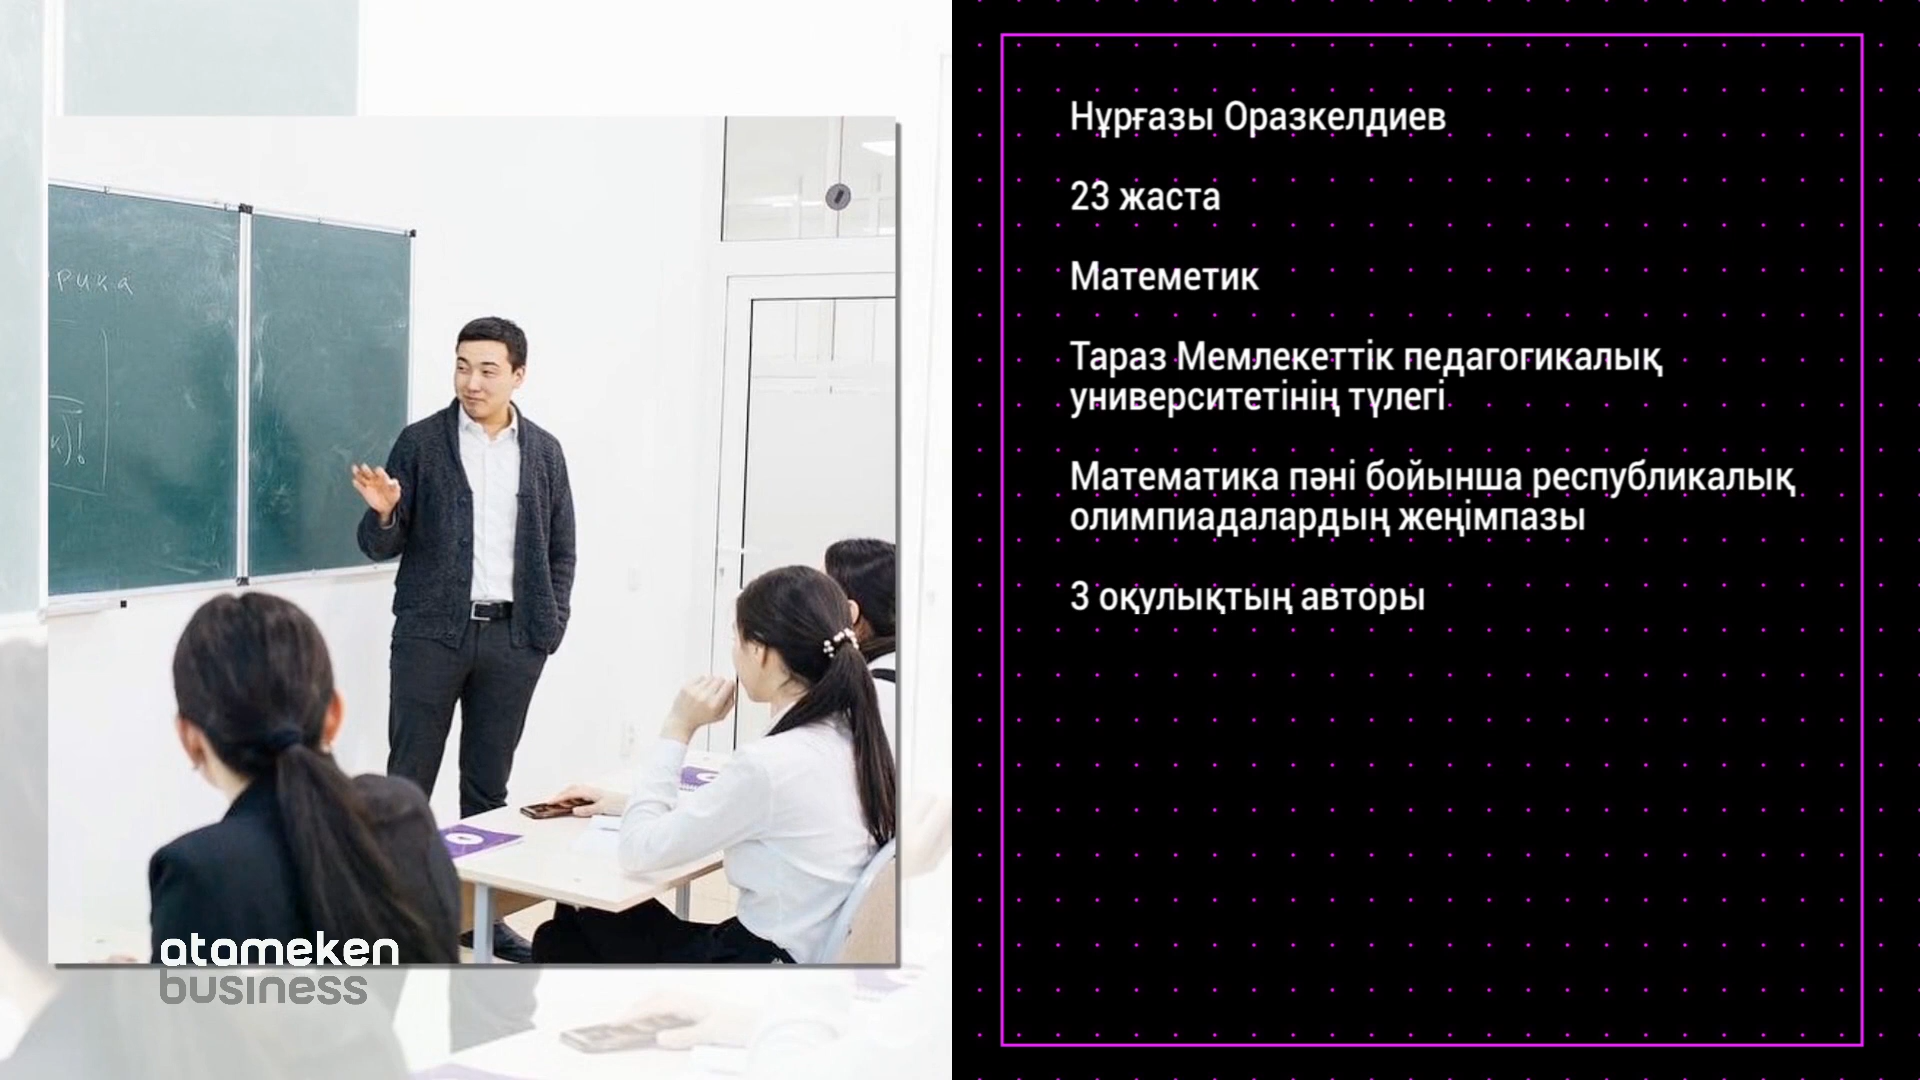 рика
)!
Нұрғазы Оразкелдиев
23 жаста
Матеметик
Тараз Мемлекеттік педагогикалық
университетінің түлегі
Математика пәні бойынша республикалық
олимпиадалардың жеңімпазы
3 оқулықтың авторы
atameken
business